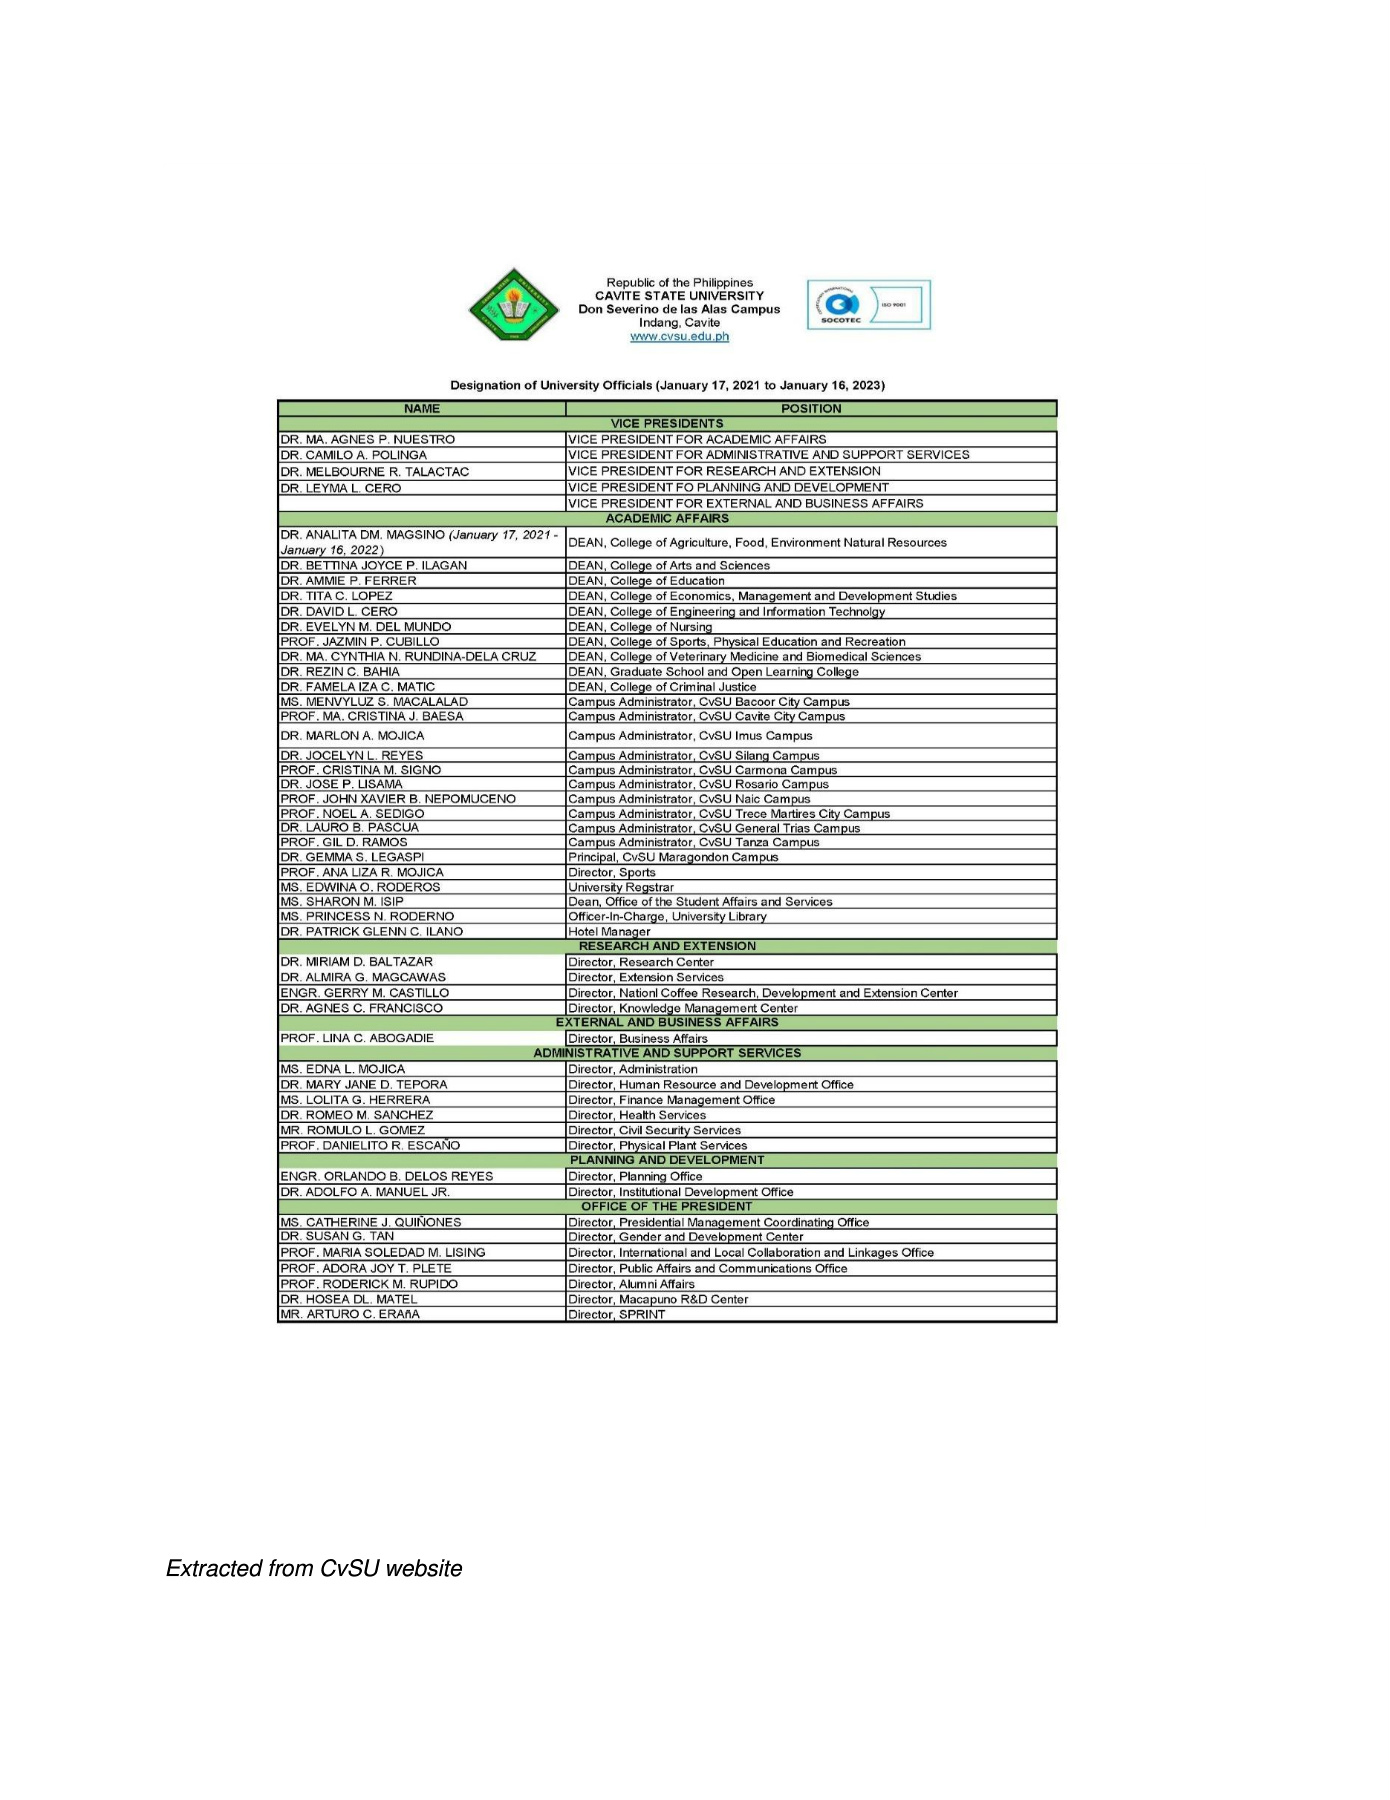 Republic of the Philippines
CAVITE STATE UNIVERSITY
Don Severino de las Alas Campus
Indang, Cavite
www.cvsu.edu.ph
SOCOTEC
ISO 9001
Designation of University Officials (January 17, 2021 to January 16, 2023)
NAME POSITION
VICE PRESIDENTS
DR. MA. AGNES P. NUESTRO VICE PRESIDENT FOR ACADEMIC AFFAIRS
DR. CAMILO A. POLINGA VICE PRESIDENT FOR ADMINISTRATIVE AND SUPPORT SERVICES
DR. MELBOURNE R. TALACTAC VICE PRESIDENT FOR RESEARCH AND EXTENSION
DR. LEYMA L. CERO VICE PRESIDENT FO PLANNING AND DEVELOPMENT
VICE PRESIDENT FOR EXTERNAL AND BUSINESS AFFAIRS
ACADEMIC AFFAIRS
DR. ANALITA DM. MAGSINO (January 17, 2021 -
January 16, 2022) DEAN, College of Agriculture, Food, Environment Natural Resources
DR. BETTINA JOYCE P. ILAGAN DEAN, College of Arts and Sciences
DR. AMMIE P. FERRER DEAN, College of Education
DR. TITA C. LOPEZ DEAN, College of Economics, Management and Development Studies
DR. DAVID L. CERO DEAN, College of Engineering and Information Technolgy
DR. EVELYN M. DEL MUNDO DEAN, College of Nursing
PROF. JAZMIN P. CUBILLO DEAN, College of Sports, Physical Education and Recreation
DR. MA. CYNTHIA N. RUNDINA-DELA CRUZ DEAN, College of Veterinary Medicine and Biomedical Sciences
DR. REZIN C. BAHIA DEAN, Graduate School and Open Learning College
DR. FAMELA IZA C. MATIC DEAN, College of Criminal Justice
MS. MENVYLUZ S. MACALALAD Campus Administrator, CvSU Bacoor City Campus
PROF. MA. CRISTINA J. BAESA Campus Administrator, CvSU Cavite City Campus
DR. MARLON A. MOJICA Campus Administrator, CvSU Imus Campus
DR. JOCELYN L. REYES Campus Administrator, CvSU Silang Campus
PROF. CRISTINA M. SIGNO Campus Administrator, CvSU Carmona Campus
DR. JOSE P. LISAMA Campus Administrator, CvSU Rosario Campus
PROF. JOHN XAVIER B. NEPOMUCENO Campus Administrator, CvSU Naic Campus
PROF. NOEL A. SEDIGO Campus Administrator, CvSU Trece Martires City Campus
DR. LAURO B. PASCUA Campus Administrator, CvSU General Trias Campus
PROF. GIL D. RAMOS Campus Administrator, CvSU Tanza Campus
DR. GEMMA S. LEGASPI Principal, CvSU Maragondon Campus
PROF. ANA LIZA R. MOJICA Director, Sports
MS. EDWINA O. RODEROS University Regstrar
MS. SHARON M. ISIP Dean, Office of the Student Affairs and Services
MS. PRINCESS N. RODERNO Officer-In-Charge, University Library
DR. PATRICK GLENN C. ILANO Hotel Manager
RESEARCH AND EXTENSION
DR. MIRIAM D. BALTAZAR Director, Research Center
DR. ALMIRA G. MAGCAWAS Director, Extension Services
ENGR. GERRY M. CASTILLO Director, Nationl Coffee Research, Development and Extension Center
DR. AGNES C. FRANCISCO Director, Knowledge Management Center
EXTERNAL AND BUSINESS AFFAIRS
PROF. LINA C. ABOGADIE Director, Business Affairs
ADMINISTRATIVE AND SUPPORT SERVICES
MS. EDNA L. MOJICA Director, Administration
DR. MARY JANE D. TEPORA Director, Human Resource and Development Office
MS. LOLITA G. HERRERA Director, Finance Management Office
DR. ROMEO M. SANCHEZ Director, Health Services
MR. ROMULO L. GOMEZ Director, Civil Security Services
PROF. DANIELITO R. ESCAÑO Director, Physical Plant Services
PLANNING AND DEVELOPMENT
ENGR. ORLANDO B. DELOS REYES Director, Planning Office
DR. ADOLFO A. MANUEL JR. Director, Institutional Development Office
OFFICE OF THE PRESIDENT
MS. CATHERINE J. QUIÑONES Director, Presidential Management Coordinating Office
DR. SUSAN G. TAN Director, Gender and Development Center
PROF. MARIA SOLEDAD M. LISING Director, International and Local Collaboration and Linkages Office
PROF. ADORA JOY T. PLETE Director, Public Affairs and Communications Office
PROF. RODERICK M. RUPIDO Director, Alumni Affairs
DR. HOSEA DL. MATEL Director, Macapuno R&D Center
MR. ARTURO C. ERAñA Director, SPRINT
Extracted from CvSU website